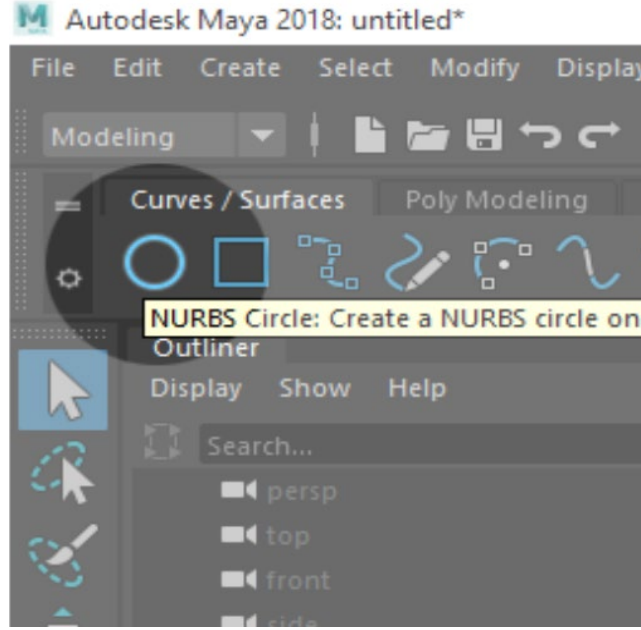 Autodesk Maya 2018: untitled*
File Edit Create Select Modify Display
Modeling
Curves / Surfaces Poly Modeling
NURBS Circle: Create a NURBS circle on
Outliner
Display Show Help
Search...
persp
top
front
side